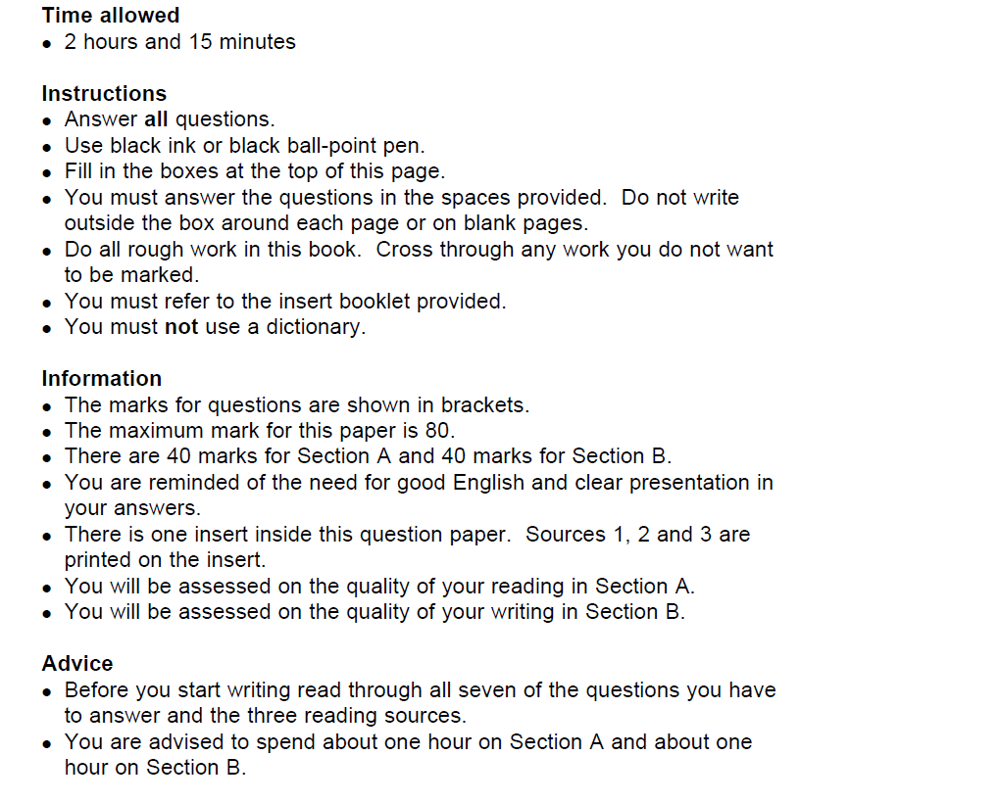 Time allowed
• 2 hours and 15 minutes
Instructions
• Answer all questions.
• Use black ink or black ball-point pen.
• Fill in the boxes at the top of this page.
• You must answer the questions in the spaces provided.  Do not write
outside the box around each page or on blank pages.
• Do all rough work in this book.  Cross through any work you do not want
to be marked.
• You must refer to the insert booklet provided.
• You must not use a dictionary.
Information
• The marks for questions are shown in brackets.
• The maximum mark for this paper is 80.
• There are 40 marks for Section A and 40 marks for Section B.
• You are reminded of the need for good English and clear presentation in
your answers.
• There is one insert inside this question paper.  Sources 1, 2 and 3 are
printed on the insert.
• You will be assessed on the quality of your reading in Section A.
• You will be assessed on the quality of your writing in Section B.
Advice
• Before you start writing read through all seven of the questions you have
to answer and the three reading sources.
• You are advised to spend about one hour on Section A and about one
hour on Section B.